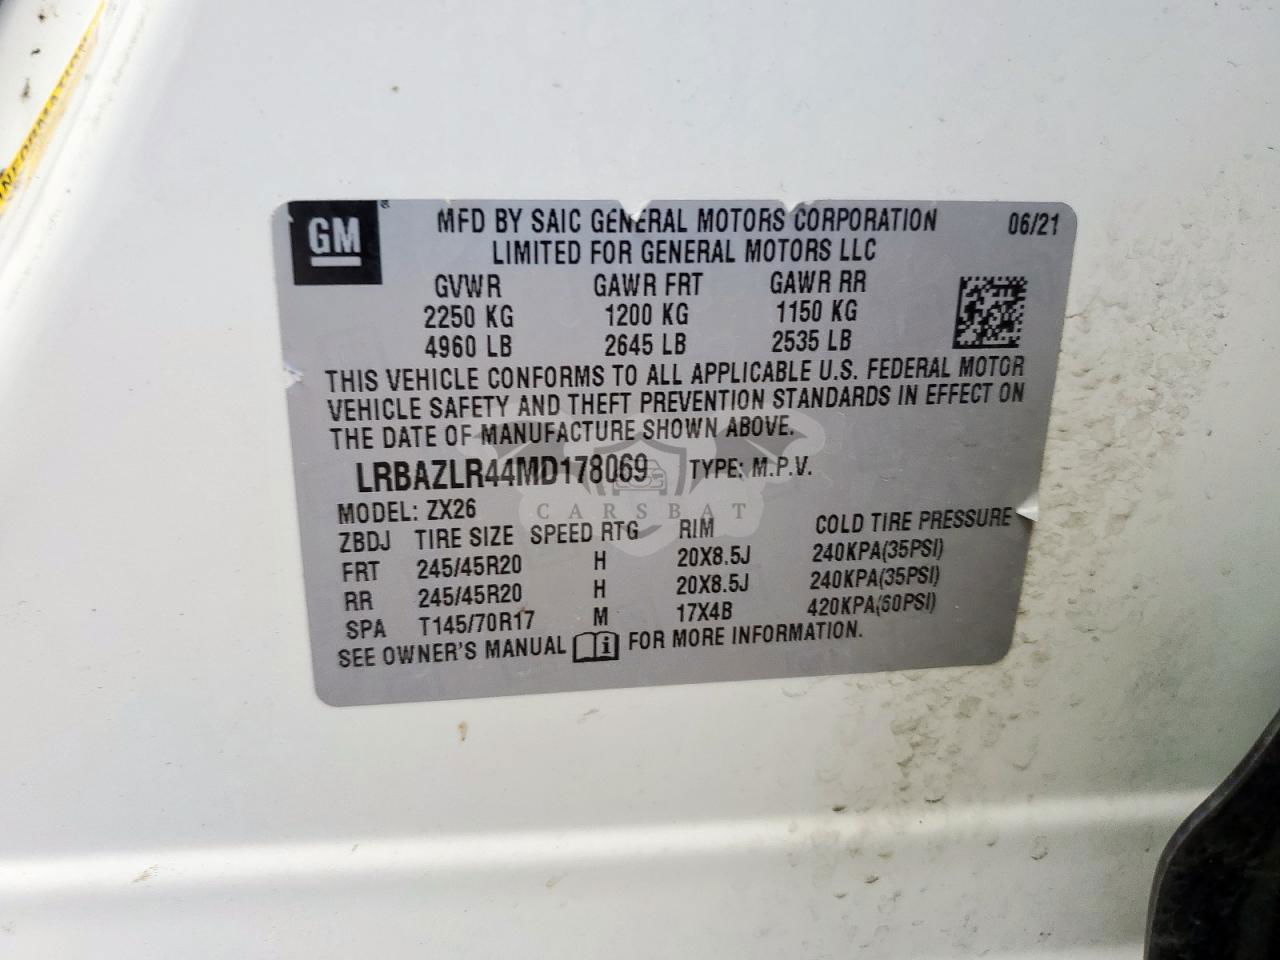 INFORMATION
GM
MFD BY SAIC GENERAL MOTORS CORPORATION 06/21
LIMITED FOR GENERAL MOTORS LLC
GVWR GAWR FRT GAWR RR
2250 KG 1200 KG 1150 KG
4960 LB 2645 LB 2535 LB
THIS VEHICLE CONFORMS TO ALL APPLICABLE U.S. FEDERAL MOTOR
VEHICLE SAFETY AND THEFT PREVENTION STANDARDS IN EFFECT ON
THE DATE OF MANUFACTURE SHOWN ABOVE.
LRBAZLR44MD178069 TYPE: M.P.V.
CARSBAT
MODEL: ZX26
ZBDJ TIRE SIZE SPEED RTG RIM COLD TIRE PRESSURE
FRT 245/45R20 H 20X8.5J 240KPA(35PSI)
RR 245/45R20 H 20X8.5J 240KPA(35PSI)
SPA T145/70R17 M 17X4B 420KPA(60PSI)
SEE OWNER'S MANUAL i FOR MORE INFORMATION.